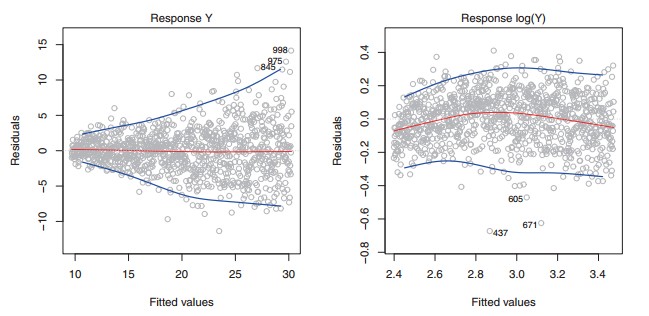 Response Y
998
975
845
Residuals
15
10
5
0
−5
−10
10 15 20 25 30
Fitted values
Response log(Y)
Residuals
0.4
0.2
0.0
−0.2
−0.4
−0.6
−0.8
605
671
437
2.4 2.6 2.8 3.0 3.2 3.4
Fitted values